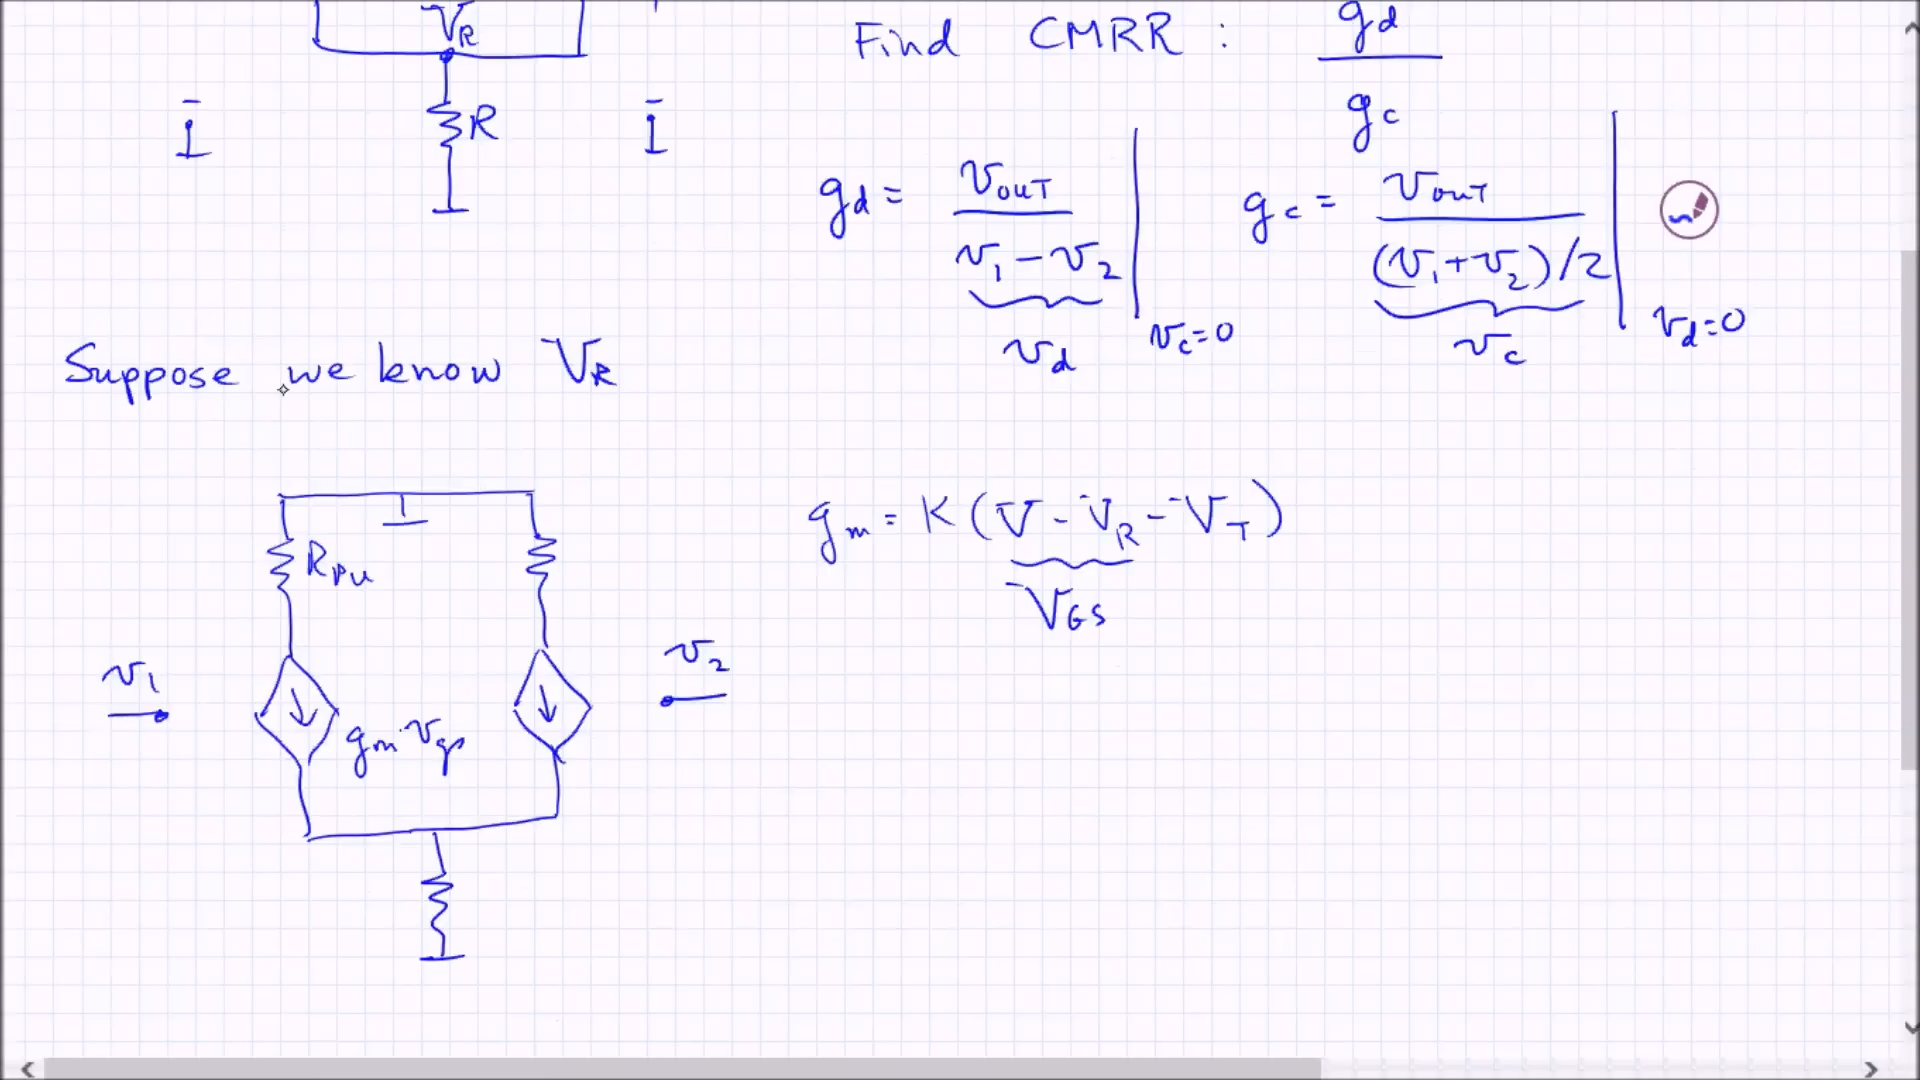 V_R
Find CMRR : g_d / g_c
I R I
g_d = v_OUT / (v_1 - v_2) | v_c=0
v_d
g_c = v_OUT / ((v_1+v_2)/2) | v_d=0
v_c
Suppose we know V_R
g_m = K (V - V_R - V_T)
V_GS
R_PU
v_1
g_m · v_gs
v_2